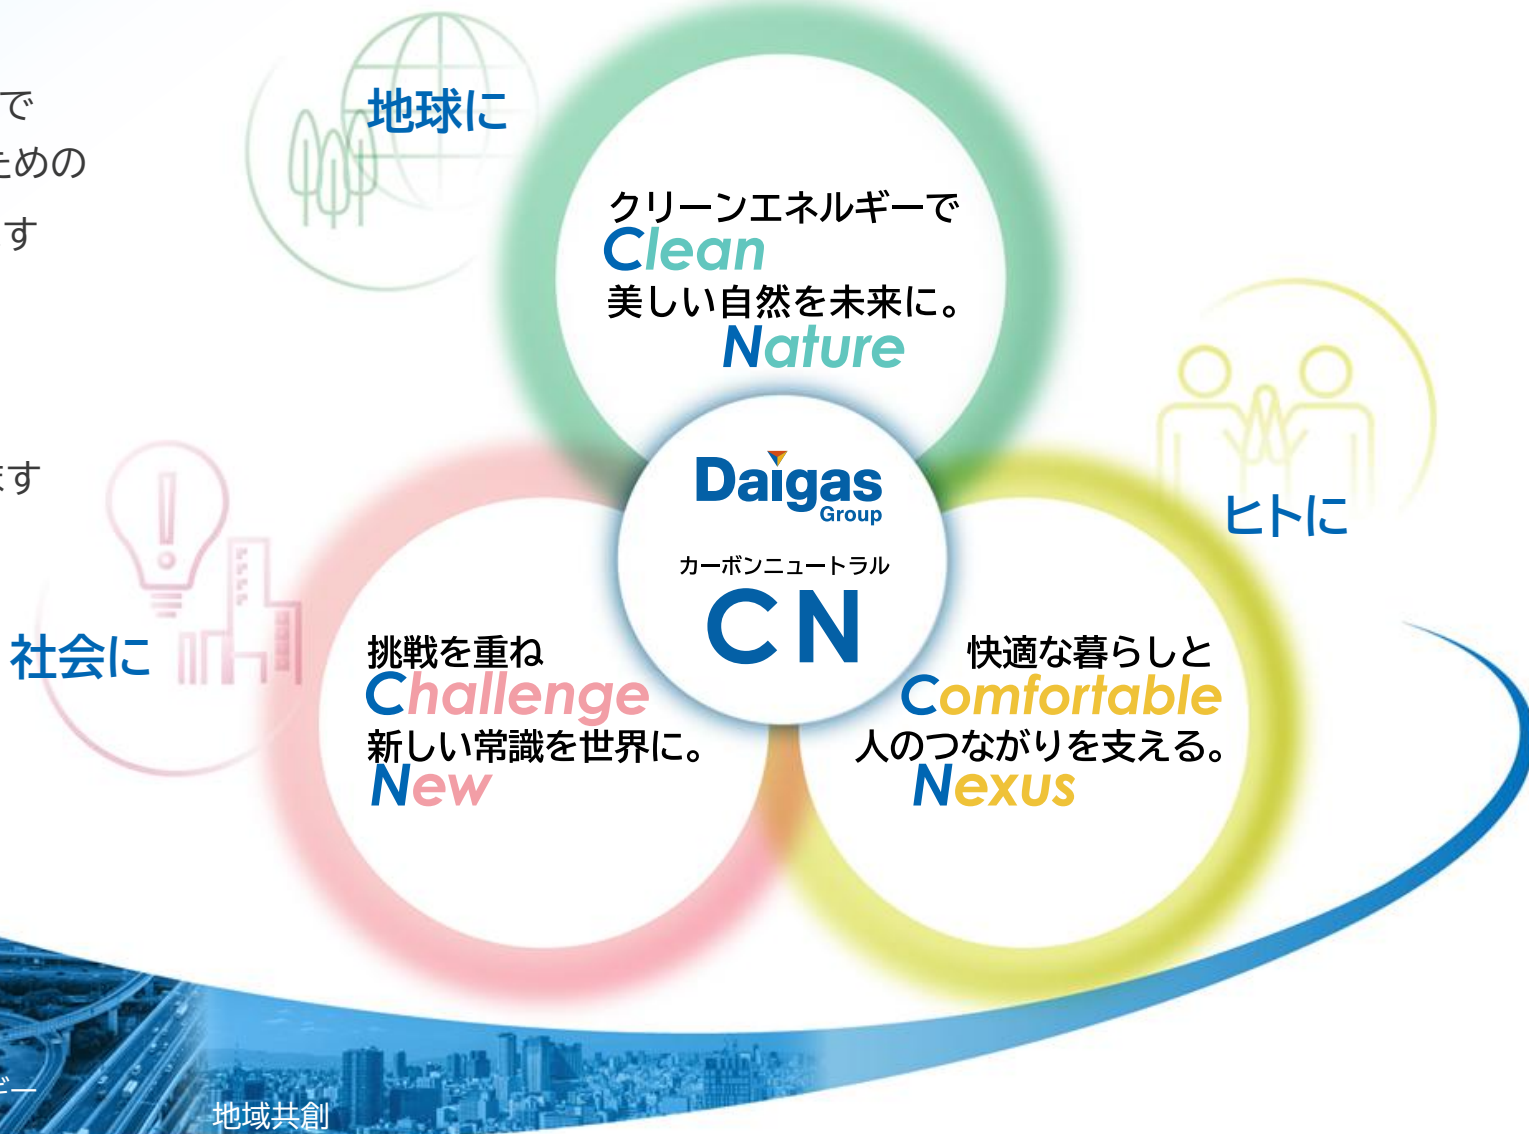 で
ための
す
ます
地球に
クリーンエネルギーで
Clean
美しい自然を未来に。
Nature
ヒトに
Daigas
Group
カーボンニュートラル
CN
社会に
挑戦を重ね
Challenge
新しい常識を世界に。
New
快適な暮らしと
Comfortable
人のつながりを支える。
Nexus
ギー
地域共創